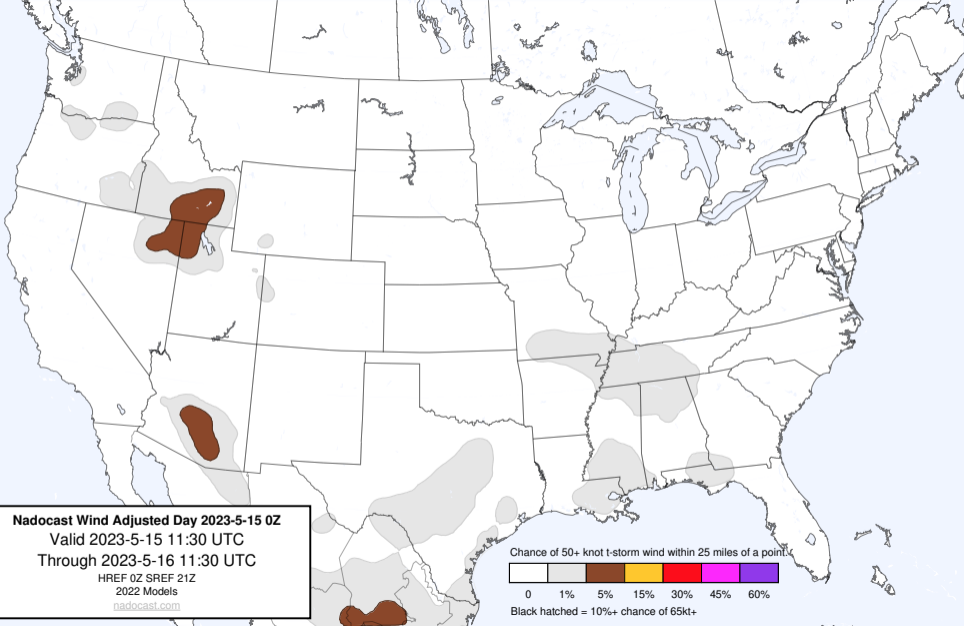 Nadocast Wind Adjusted Day 2023-5-15 0Z
Valid 2023-5-15 11:30 UTC
Through 2023-5-16 11:30 UTC
HREF 0Z SREF 21Z
2022 Models
nadocast.com
Chance of 50+ knot t-storm wind within 25 miles of a point.
0 1% 5% 15% 30% 45% 60%
Black hatched = 10%+ chance of 65kt+